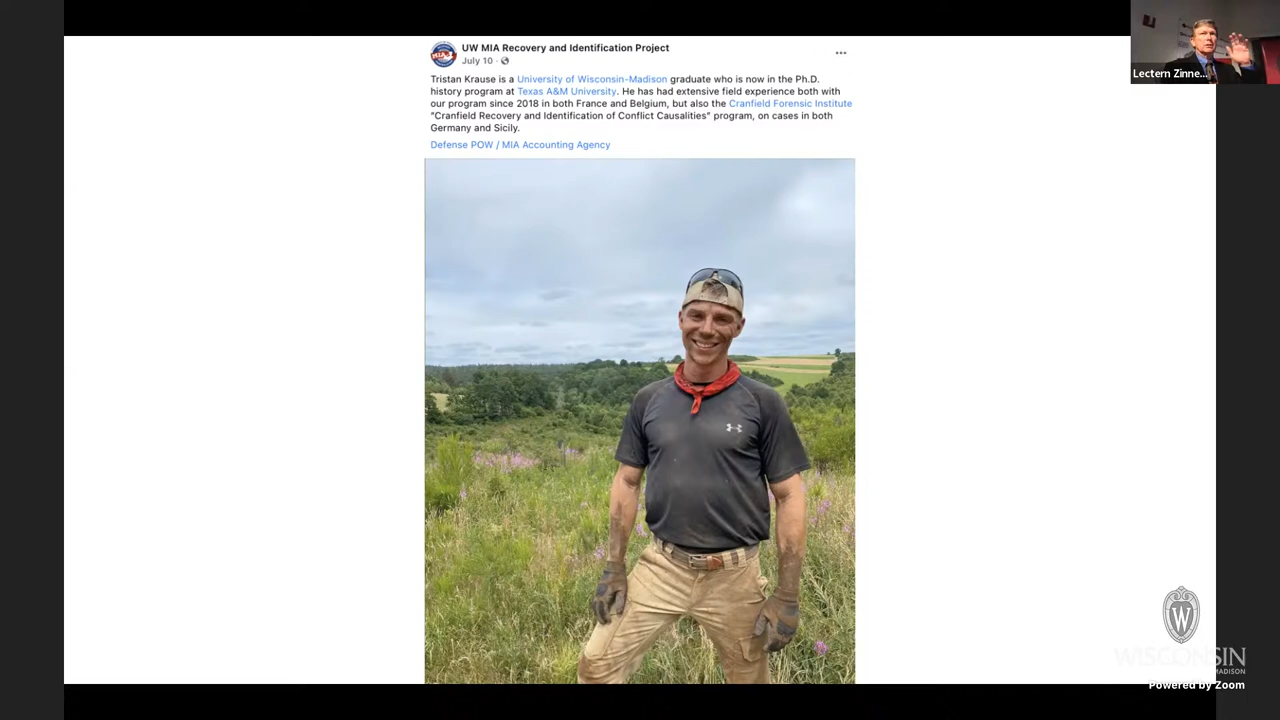 UW MIA Recovery and Identification Project
July 10 ·
Tristan Krause is a University of Wisconsin-Madison graduate who is now in the Ph.D.
history program at Texas A&M University. He has had extensive field experience both with
our program since 2018 in both France and Belgium, but also the Cranfield Forensic Institute
"Cranfield Recovery and Identification of Conflict Causalities" program, on cases in both
Germany and Sicily.
Defense POW / MIA Accounting Agency
Lectern Zinne...
W
WISCONSIN
MADISON
Powered by Zoom